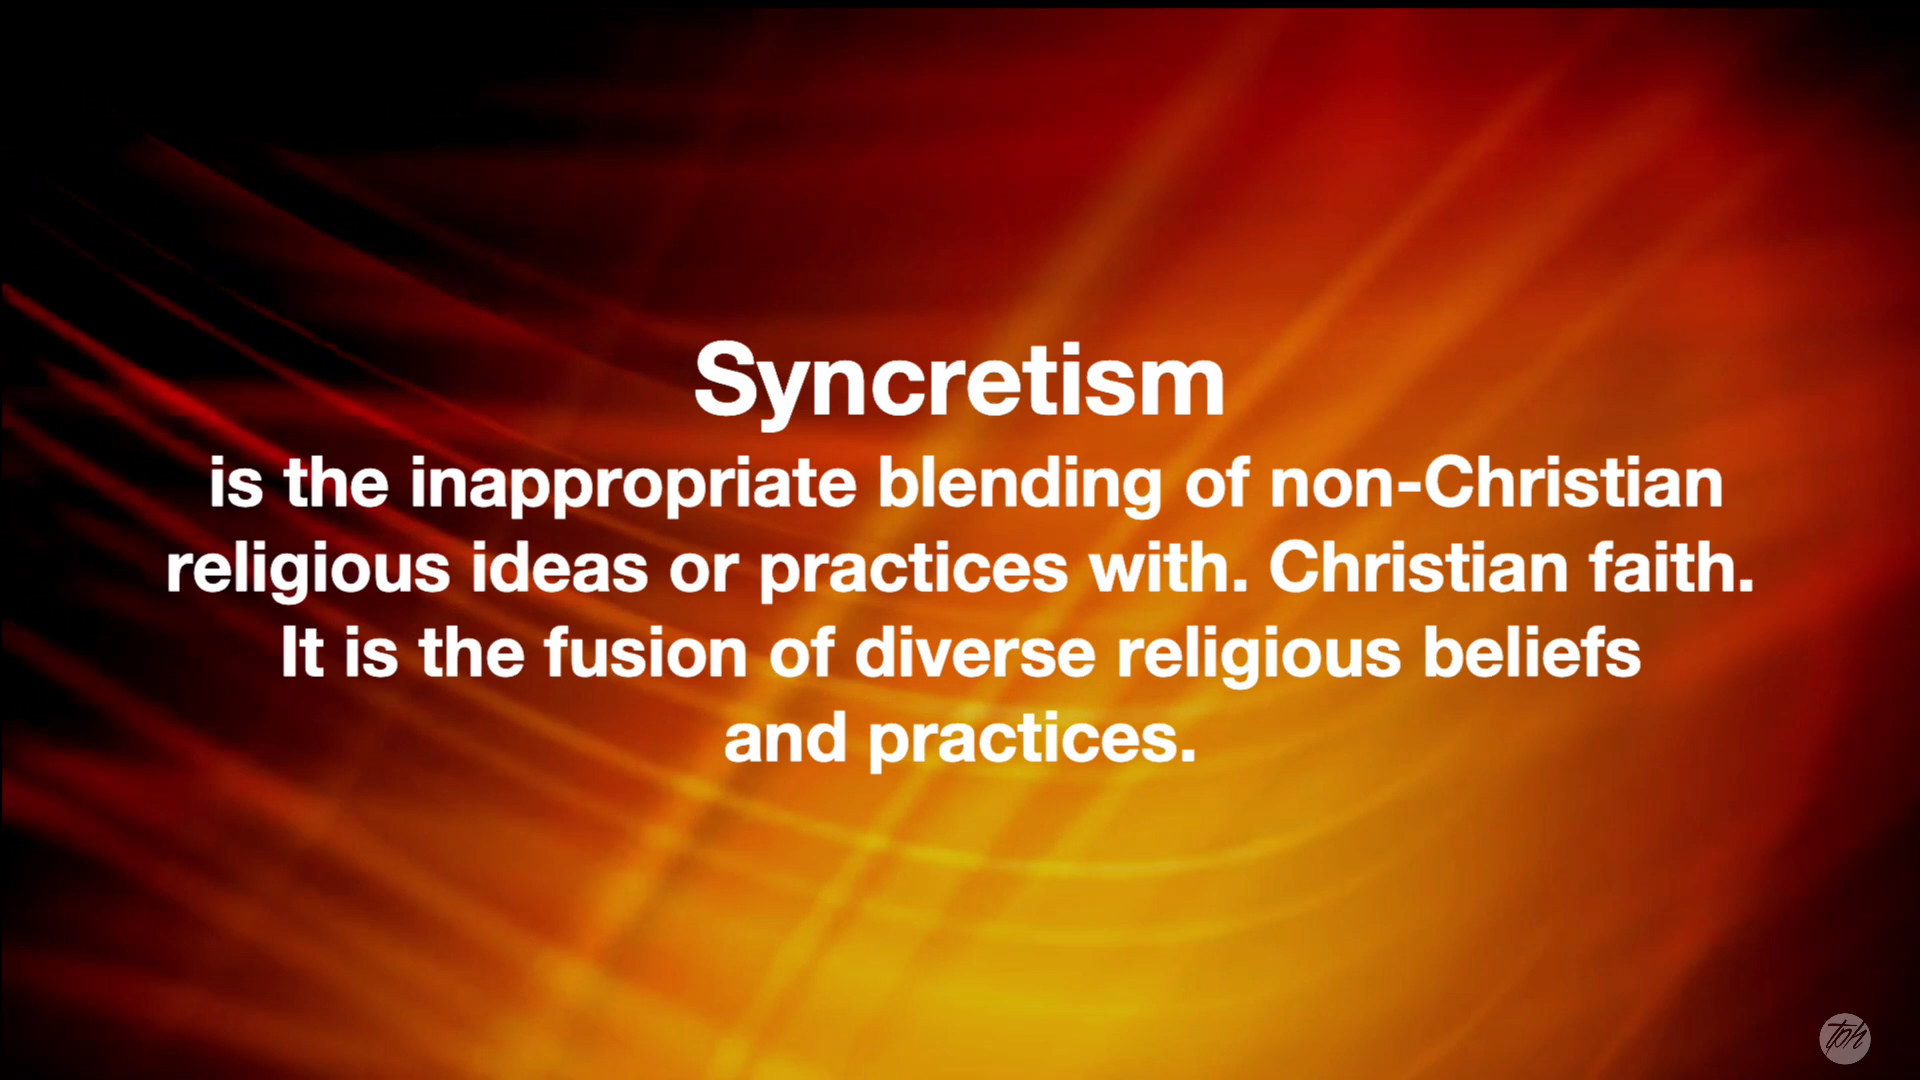 Syncretism
is the inappropriate blending of non-Christian
religious ideas or practices with. Christian faith.
It is the fusion of diverse religious beliefs
and practices.
tph